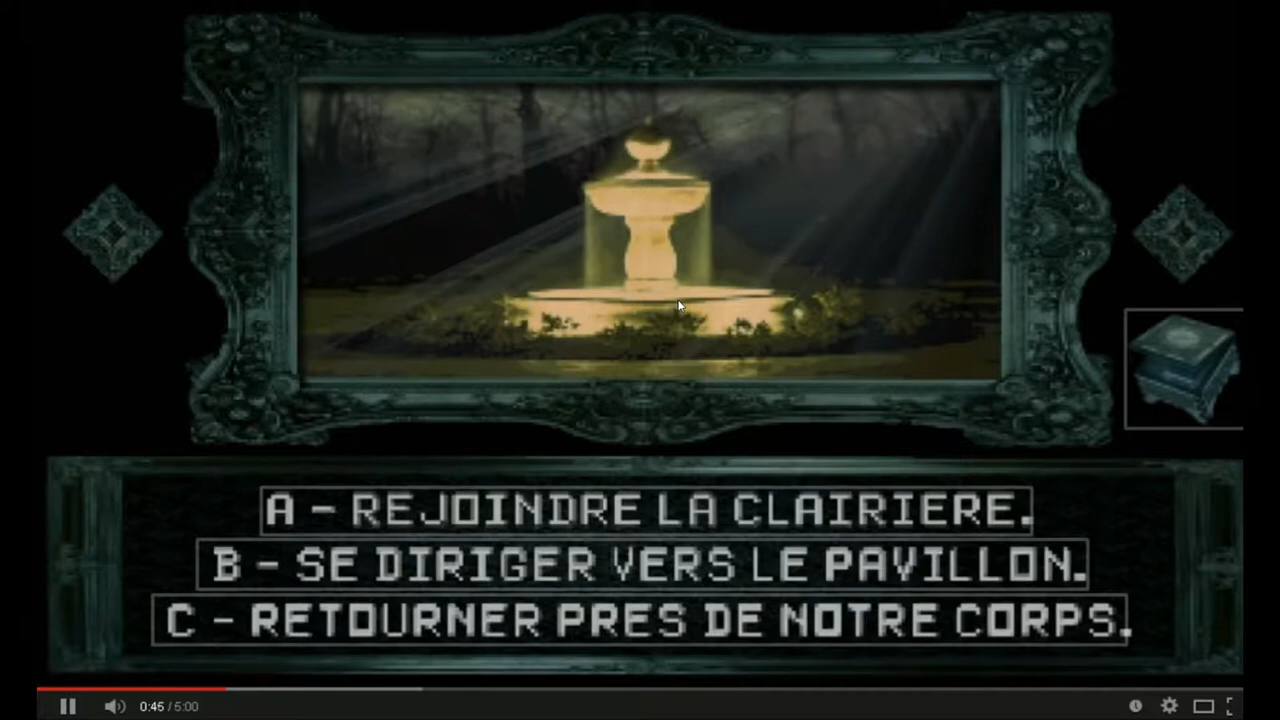 A - REJOINDRE LA CLAIRIERE.
B - SE DIRIGER VERS LE PAVILLON.
C - RETOURNER PRES DE NOTRE CORPS.
0:45 / 5:00